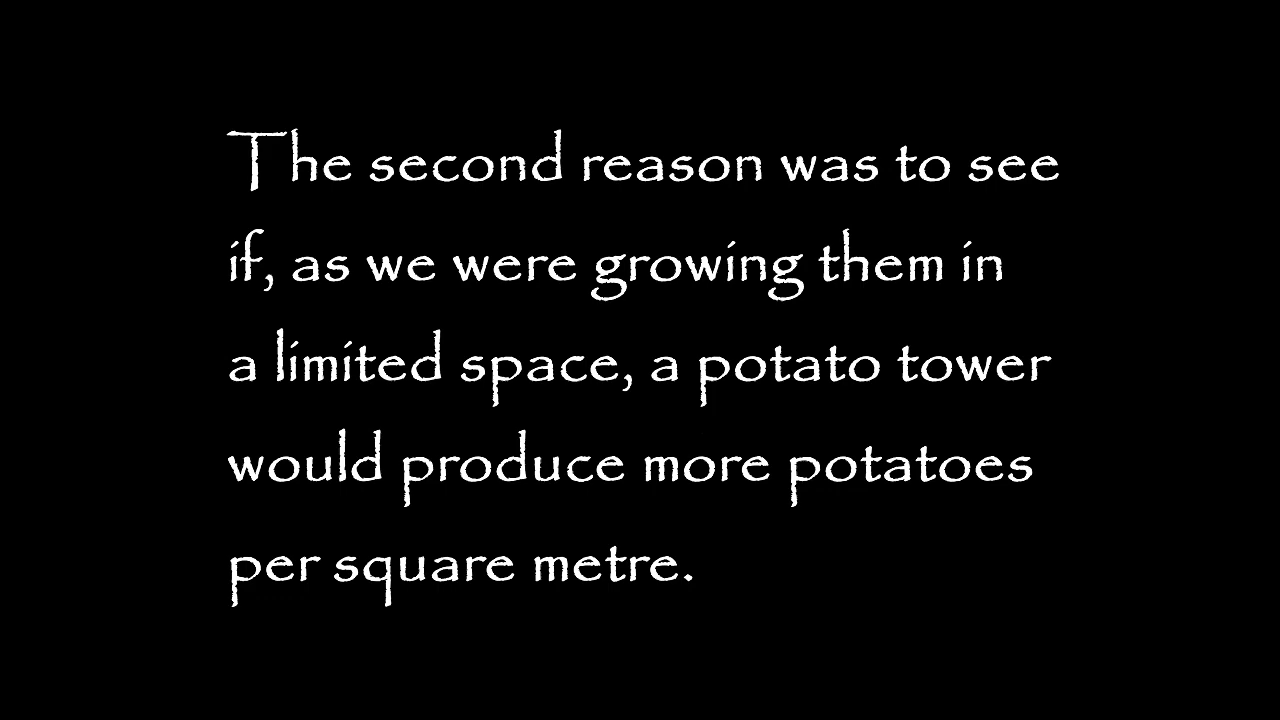 The second reason was to see
if, as we were growing them in
a limited space, a potato tower
would produce more potatoes
per square metre.